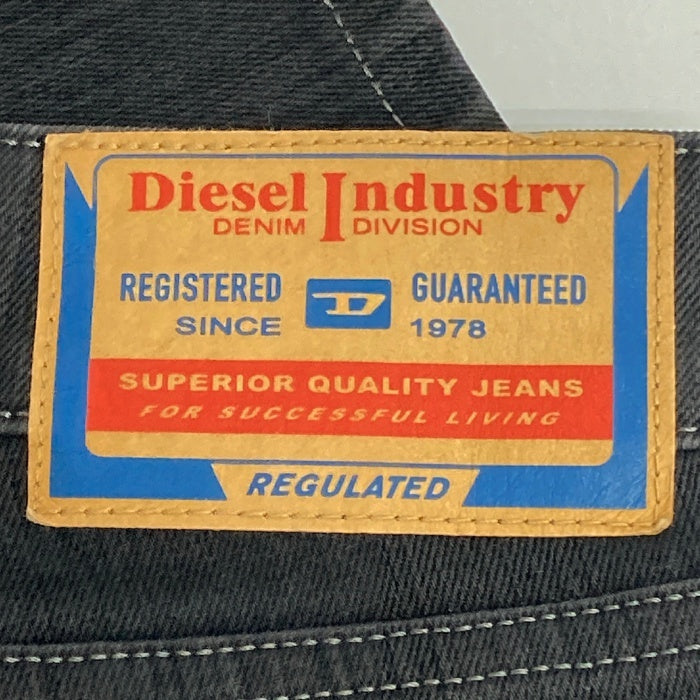 Diesel Industry
DENIM DIVISION
REGISTERED D GUARANTEED
SINCE 1978
SUPERIOR QUALITY JEANS
FOR SUCCESSFUL LIVING
REGULATED